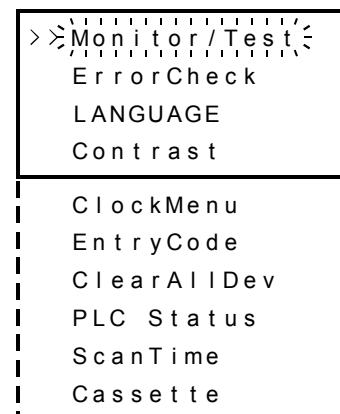 >>Monitor/Test
ErrorCheck
LANGUAGE
Contrast
ClockMenu
EntryCode
ClearAllDev
PLC Status
ScanTime
Cassette